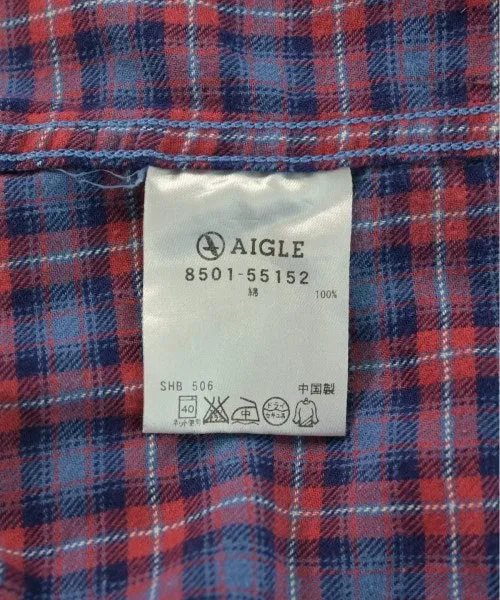 AIGLE
8501-55152
綿 100%
SHB 506 中国製
40 中 ドライ
ネット使用 セキユ系